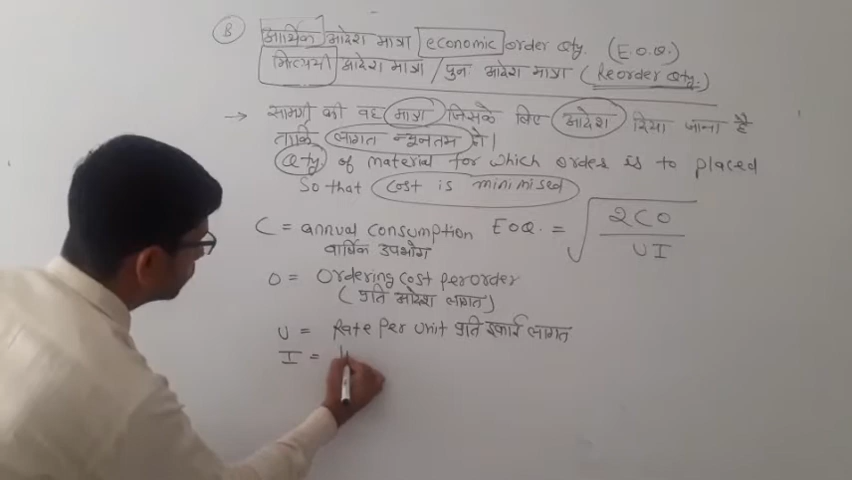 B आर्थिक आदेश मात्रा economic order Qty. (E.O.Q.)
मितव्ययी आदेश मात्रा / पुनः आदेश मात्रा (Reorder Qty.)
→ सामग्री की वह मात्रा जिसके लिए आदेश दिया जाता है
ताकि लागत न्यूनतम हो।
Qty of material for which order is to placed
So that cost is minimised
C = annual consumption EOQ. = √2CO / UI
वार्षिक उपभोग
O = Ordering cost per order
(प्रति आदेश लागत)
U = Rate Per unit प्रति इकाई लागत
I =